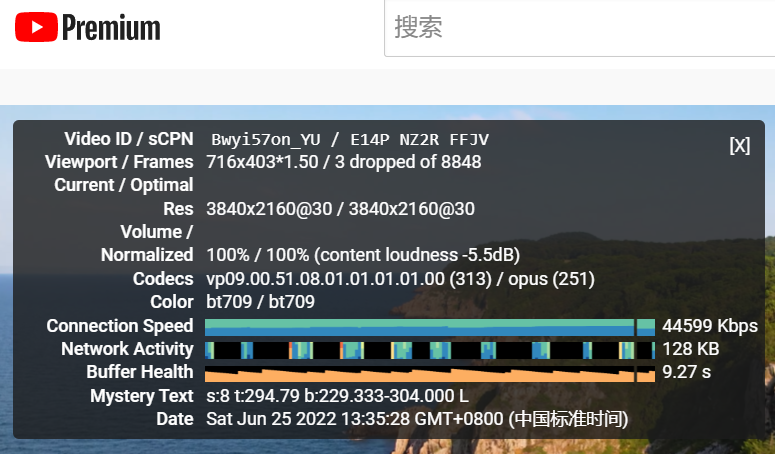 Premium
搜索
[X]
Video ID / sCPN Bwyi57on_YU / E14P NZ2R FFJV
Viewport / Frames 716x403*1.50 / 3 dropped of 8848
Current / Optimal
Res 3840x2160@30 / 3840x2160@30
Volume /
Normalized 100% / 100% (content loudness -5.5dB)
Codecs vp09.00.51.08.01.01.01.01.00 (313) / opus (251)
Color bt709 / bt709
Connection Speed 44599 Kbps
Network Activity 128 KB
Buffer Health 9.27 s
Mystery Text s:8 t:294.79 b:229.333-304.000 L
Date Sat Jun 25 2022 13:35:28 GMT+0800 (中国标准时间)